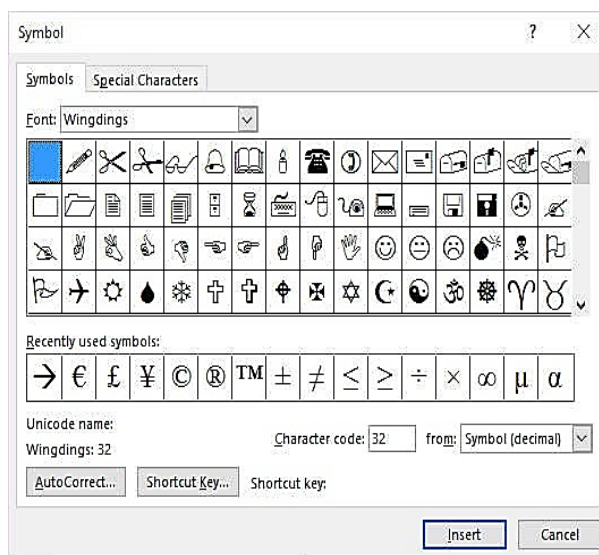 Symbol ? X
Symbols Special Characters
Font: Wingdings
Recently used symbols:
→ € £ ¥ © ® ™ ± ≠ ≤ ≥ ÷ × ∞ µ α
Unicode name:
Wingdings: 32
Character code: 32 from: Symbol (decimal)
AutoCorrect... Shortcut Key... Shortcut key:
Insert Cancel